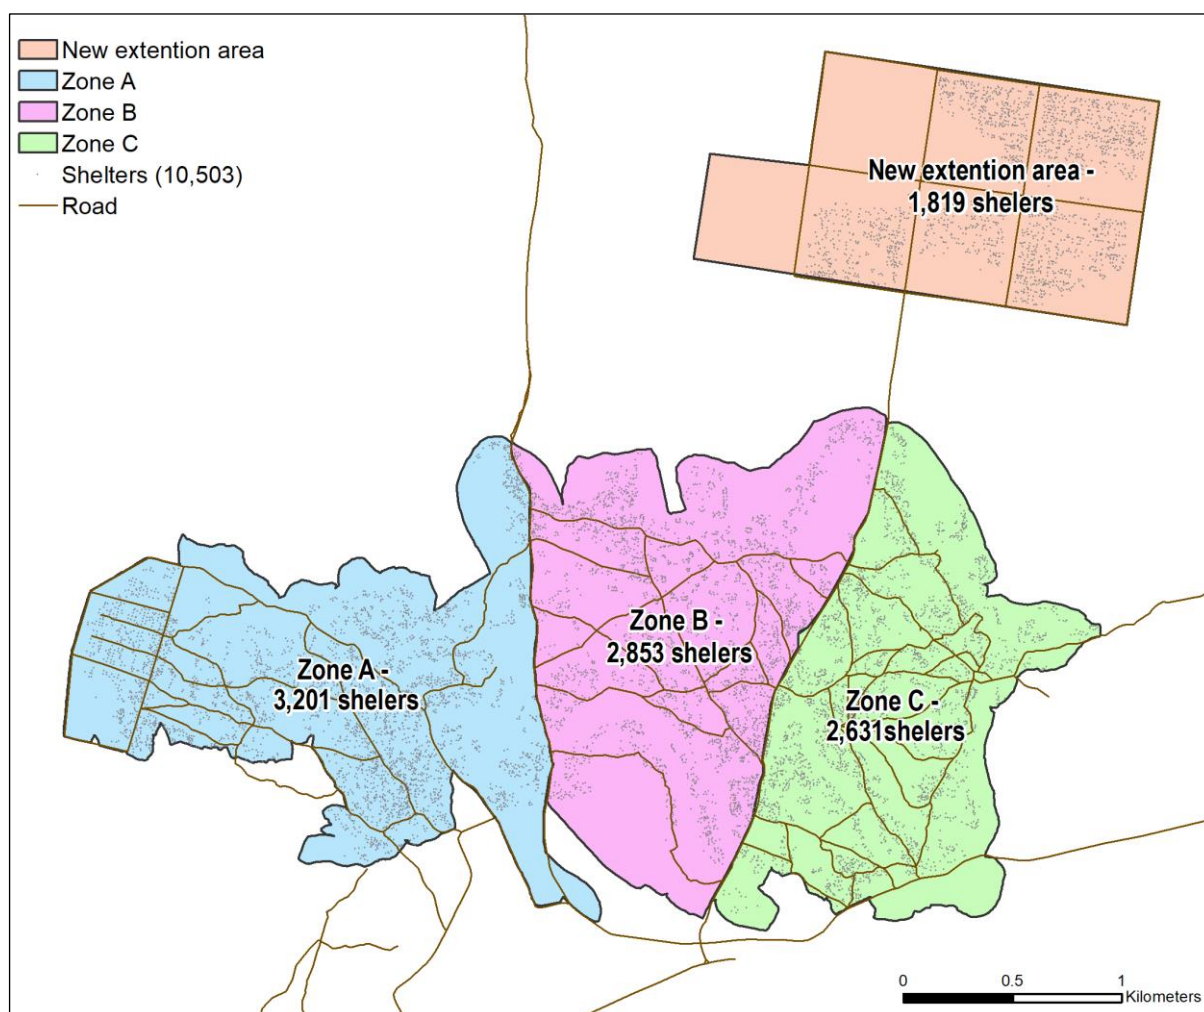 New extention area
Zone A
Zone B
Zone C
Shelters (10,503)
Road
New extention area -
1,819 shelers
Zone B -
2,853 shelers
Zone A -
3,201 shelers
Zone C -
2,631shelers
0 0.5 1
Kilometers